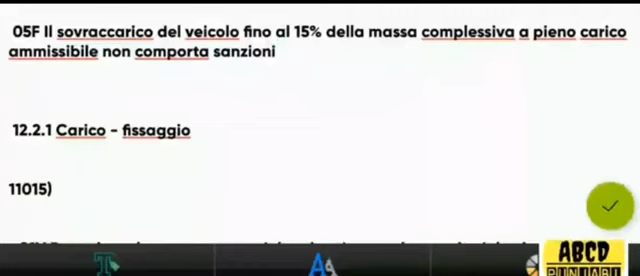 05F Il sovraccarico del veicolo fino al 15% della massa complessiva a pieno carico
ammissibile non comporta sanzioni
12.2.1 Carico - fissaggio
11015)
ABCD
PUNJABI